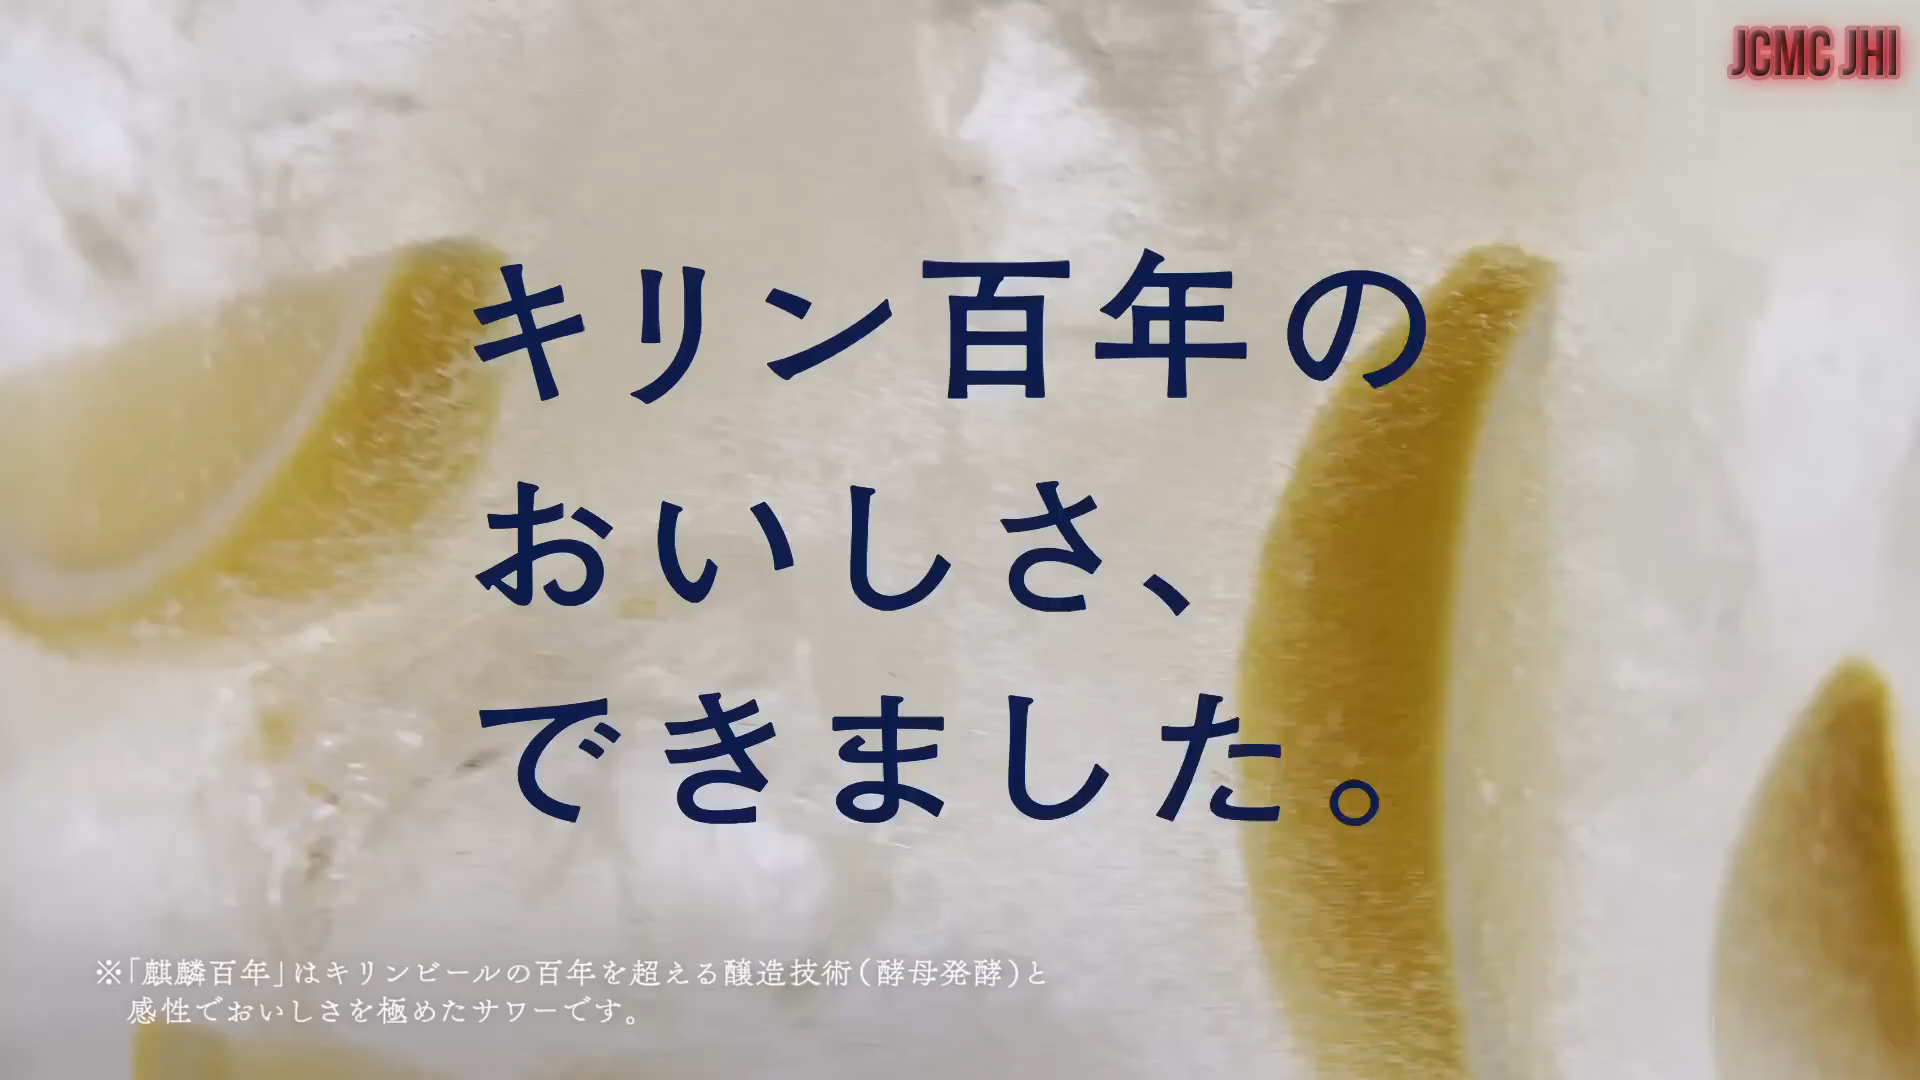 JCMC JHI
キリン百年の
おいしさ、
できました。
※「麒麟百年」はキリンビールの百年を超える醸造技術(酵母発酵)と
感性でおいしさを極めたサワーです。